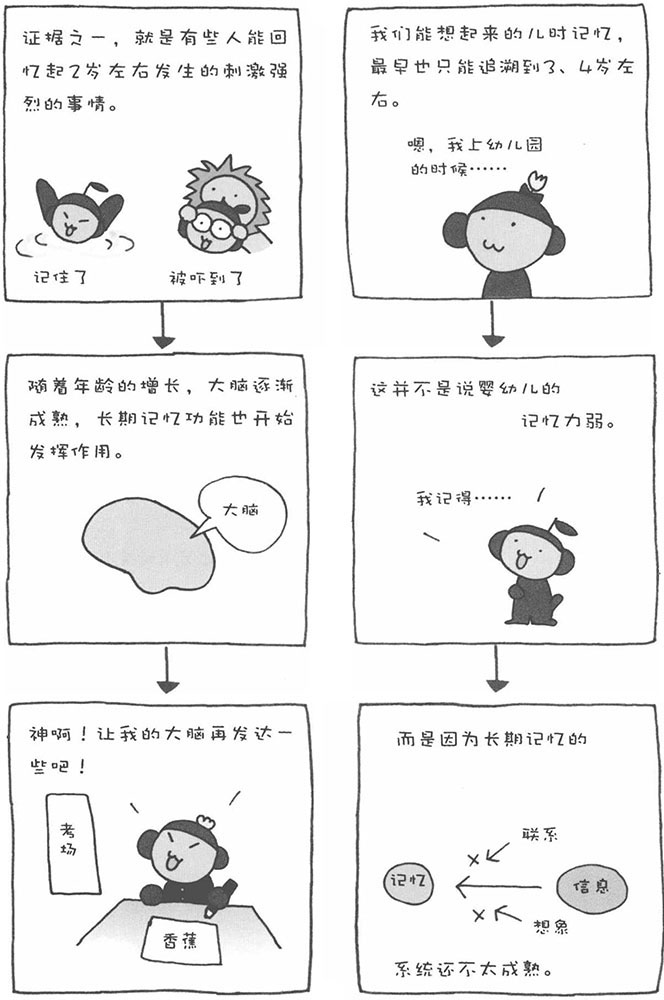 我们能想起来的儿时记忆，
最早也只能追溯到3、4岁左
右。
嗯，我上幼儿园
的时候……
这并不是说婴幼儿的
记忆力弱。
我记得……
而是因为长期记忆的
联系
记忆
信息
想象
系统还不太成熟。
证据之一，就是有些人能回
忆起2岁左右发生的刺激强
烈的事情。
记住了
被吓到了
随着年龄的增长，大脑逐渐
成熟，长期记忆功能也开始
发挥作用。
大脑
神啊！让我的大脑再发达一
些吧！
考场
香蕉